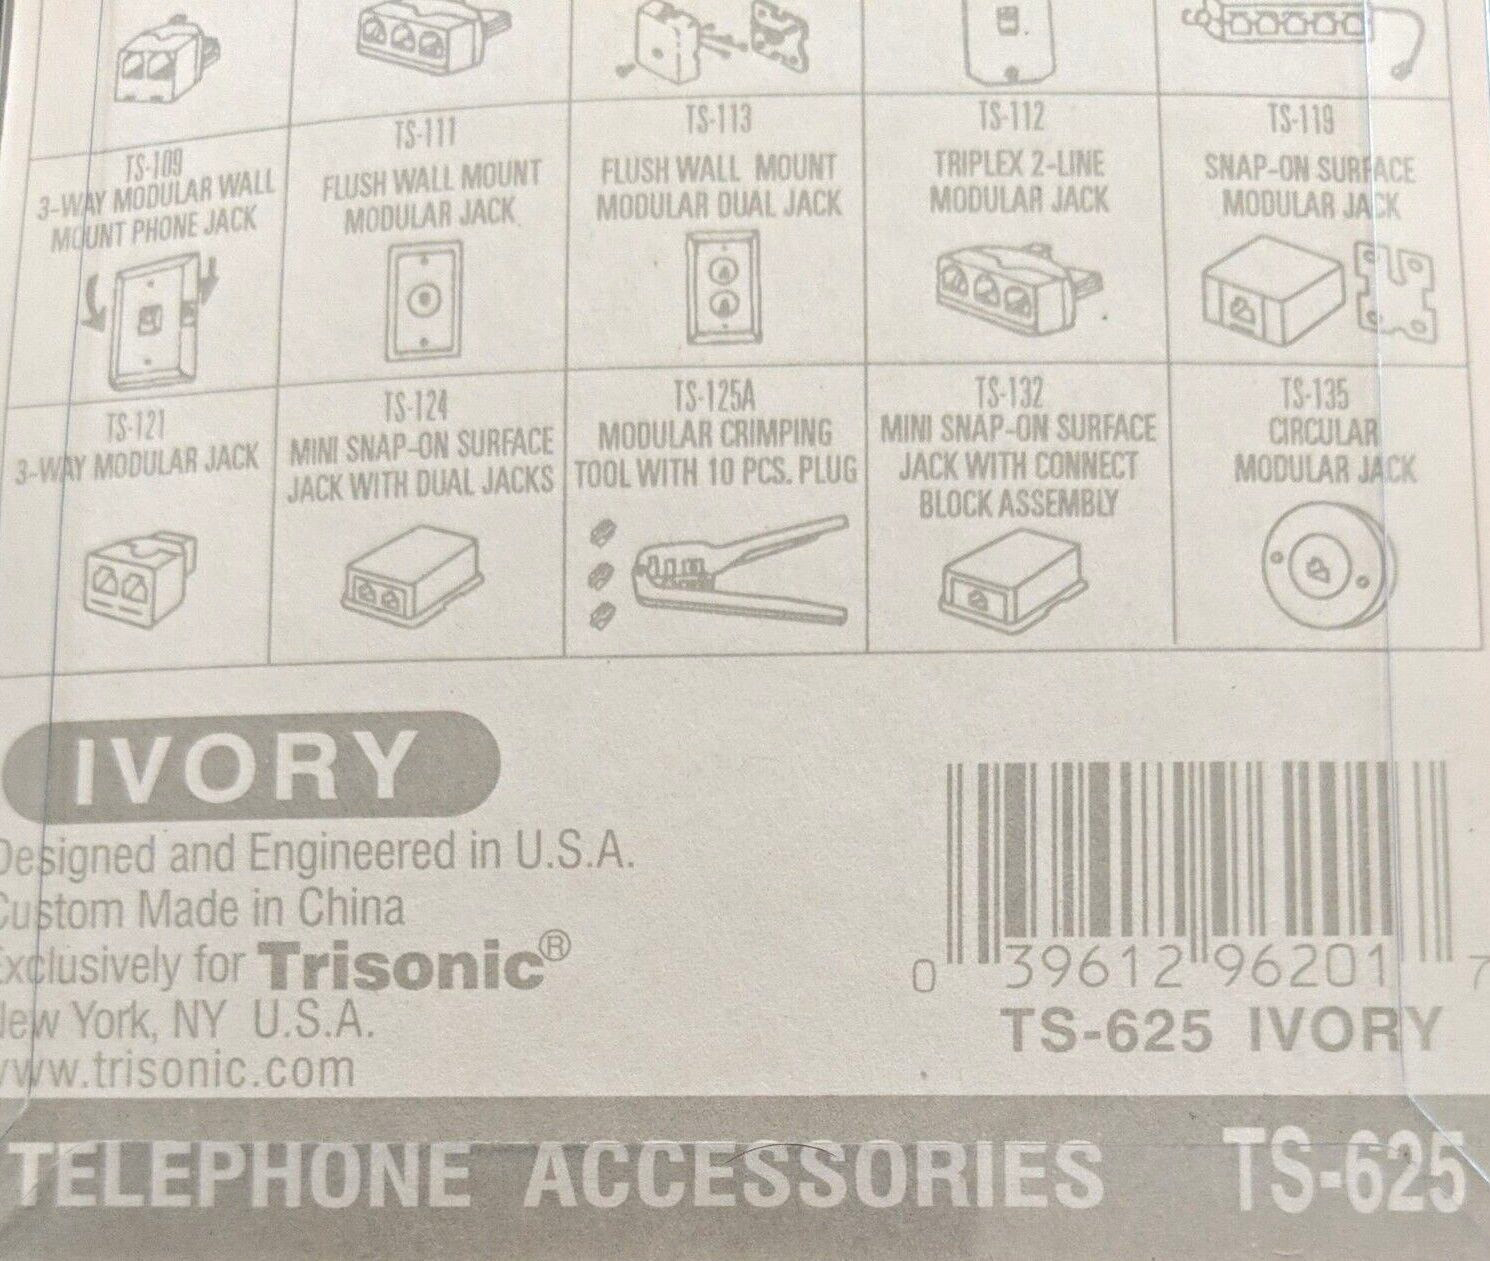 TS-109
3-WAY MODULAR WALL
MOUNT PHONE JACK
TS-111
FLUSH WALL MOUNT
MODULAR JACK
TS-113
FLUSH WALL MOUNT
MODULAR DUAL JACK
TS-112
TRIPLEX 2-LINE
MODULAR JACK
TS-119
SNAP-ON SURFACE
MODULAR JACK
TS-121
3-WAY MODULAR JACK
TS-124
MINI SNAP-ON SURFACE
JACK WITH DUAL JACKS
TS-125A
MODULAR CRIMPING
TOOL WITH 10 PCS. PLUG
TS-132
MINI SNAP-ON SURFACE
JACK WITH CONNECT
BLOCK ASSEMBLY
TS-135
CIRCULAR
MODULAR JACK
IVORY
Designed and Engineered in U.S.A.
Custom Made in China
Exclusively for Trisonic®
New York, NY U.S.A.
www.trisonic.com
0 39612 96201 7
TS-625 IVORY
TELEPHONE ACCESSORIES TS-625